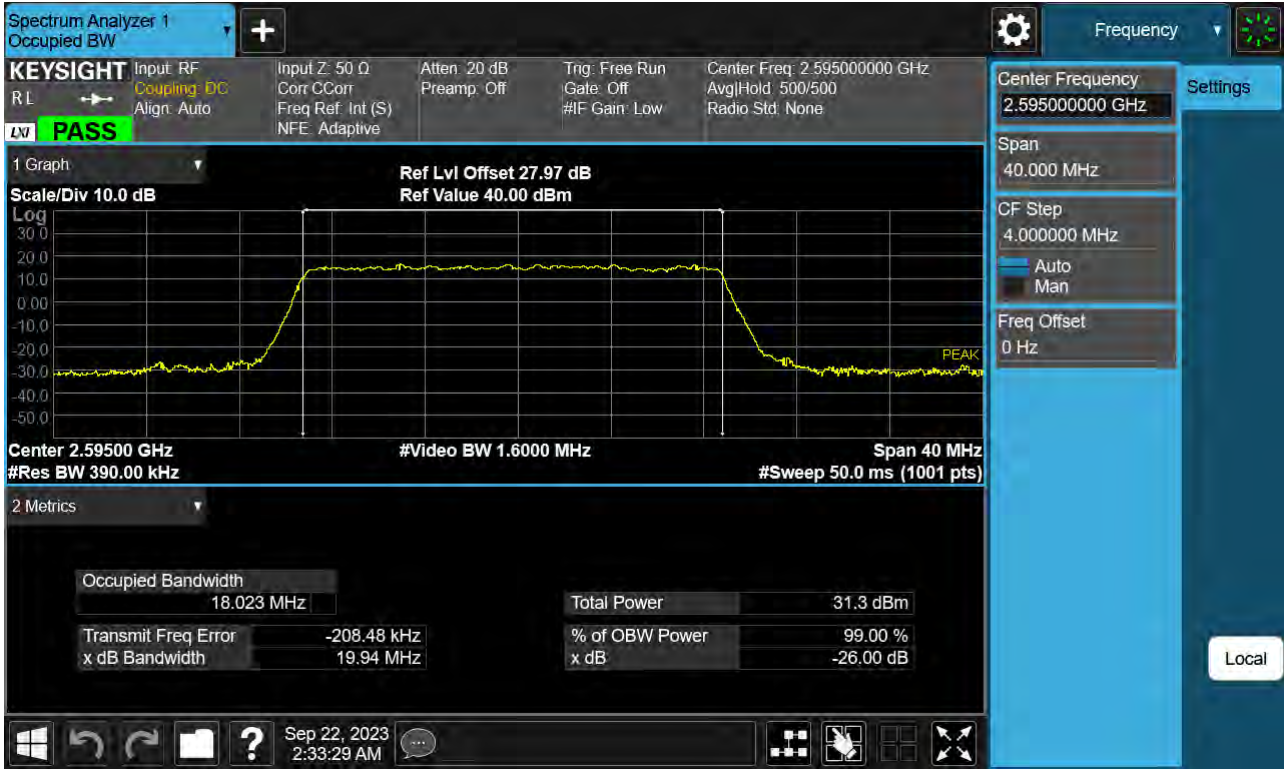 Spectrum Analyzer 1
Occupied BW
Frequency
KEYSIGHT
RL
LXI
PASS
Input: RF
Coupling: DC
Align: Auto
Input Z: 50 Ω
Corr CCorr
Freq Ref: Int (S)
NFE: Adaptive
Atten: 20 dB
Preamp: Off
Trig: Free Run
Gate: Off
#IF Gain: Low
Center Freq: 2.595000000 GHz
Avg|Hold: 500/500
Radio Std: None
1 Graph
Scale/Div 10.0 dB
Ref Lvl Offset 27.97 dB
Ref Value 40.00 dBm
Log
30.0
20.0
10.0
0.00
-10.0
-20.0
-30.0
-40.0
-50.0
PEAK
Center 2.59500 GHz
#Video BW 1.6000 MHz
Span 40 MHz
#Res BW 390.00 kHz
#Sweep 50.0 ms (1001 pts)
2 Metrics
Occupied Bandwidth
18.023 MHz
Total Power 31.3 dBm
Transmit Freq Error -208.48 kHz
% of OBW Power 99.00 %
x dB Bandwidth 19.94 MHz
x dB -26.00 dB
Center Frequency
2.595000000 GHz
Settings
Span
40.000 MHz
CF Step
4.000000 MHz
Auto
Man
Freq Offset
0 Hz
Local
?
Sep 22, 2023
2:33:29 AM